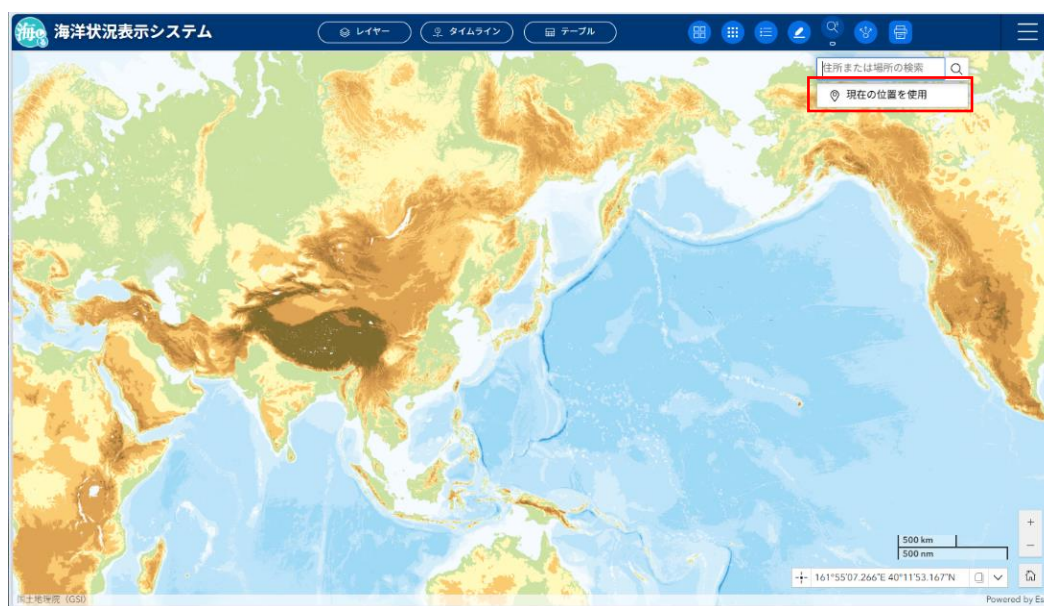 海しる 海洋状況表示システム
レイヤー
タイムライン
テーブル
住所または場所の検索
現在の位置を使用
500 km
500 nm
161°55'07.266"E 40°11'53.167"N
国土地理院 (GSI)
Powered by Es